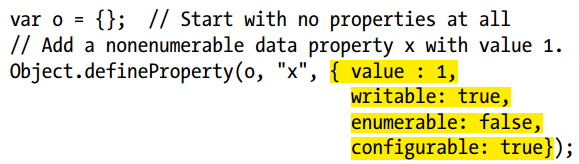 var o = {};  // Start with no properties at all
// Add a nonenumerable data property x with value 1.
Object.defineProperty(o, "x", { value : 1,
                                writable: true,
                                enumerable: false,
                                configurable: true});